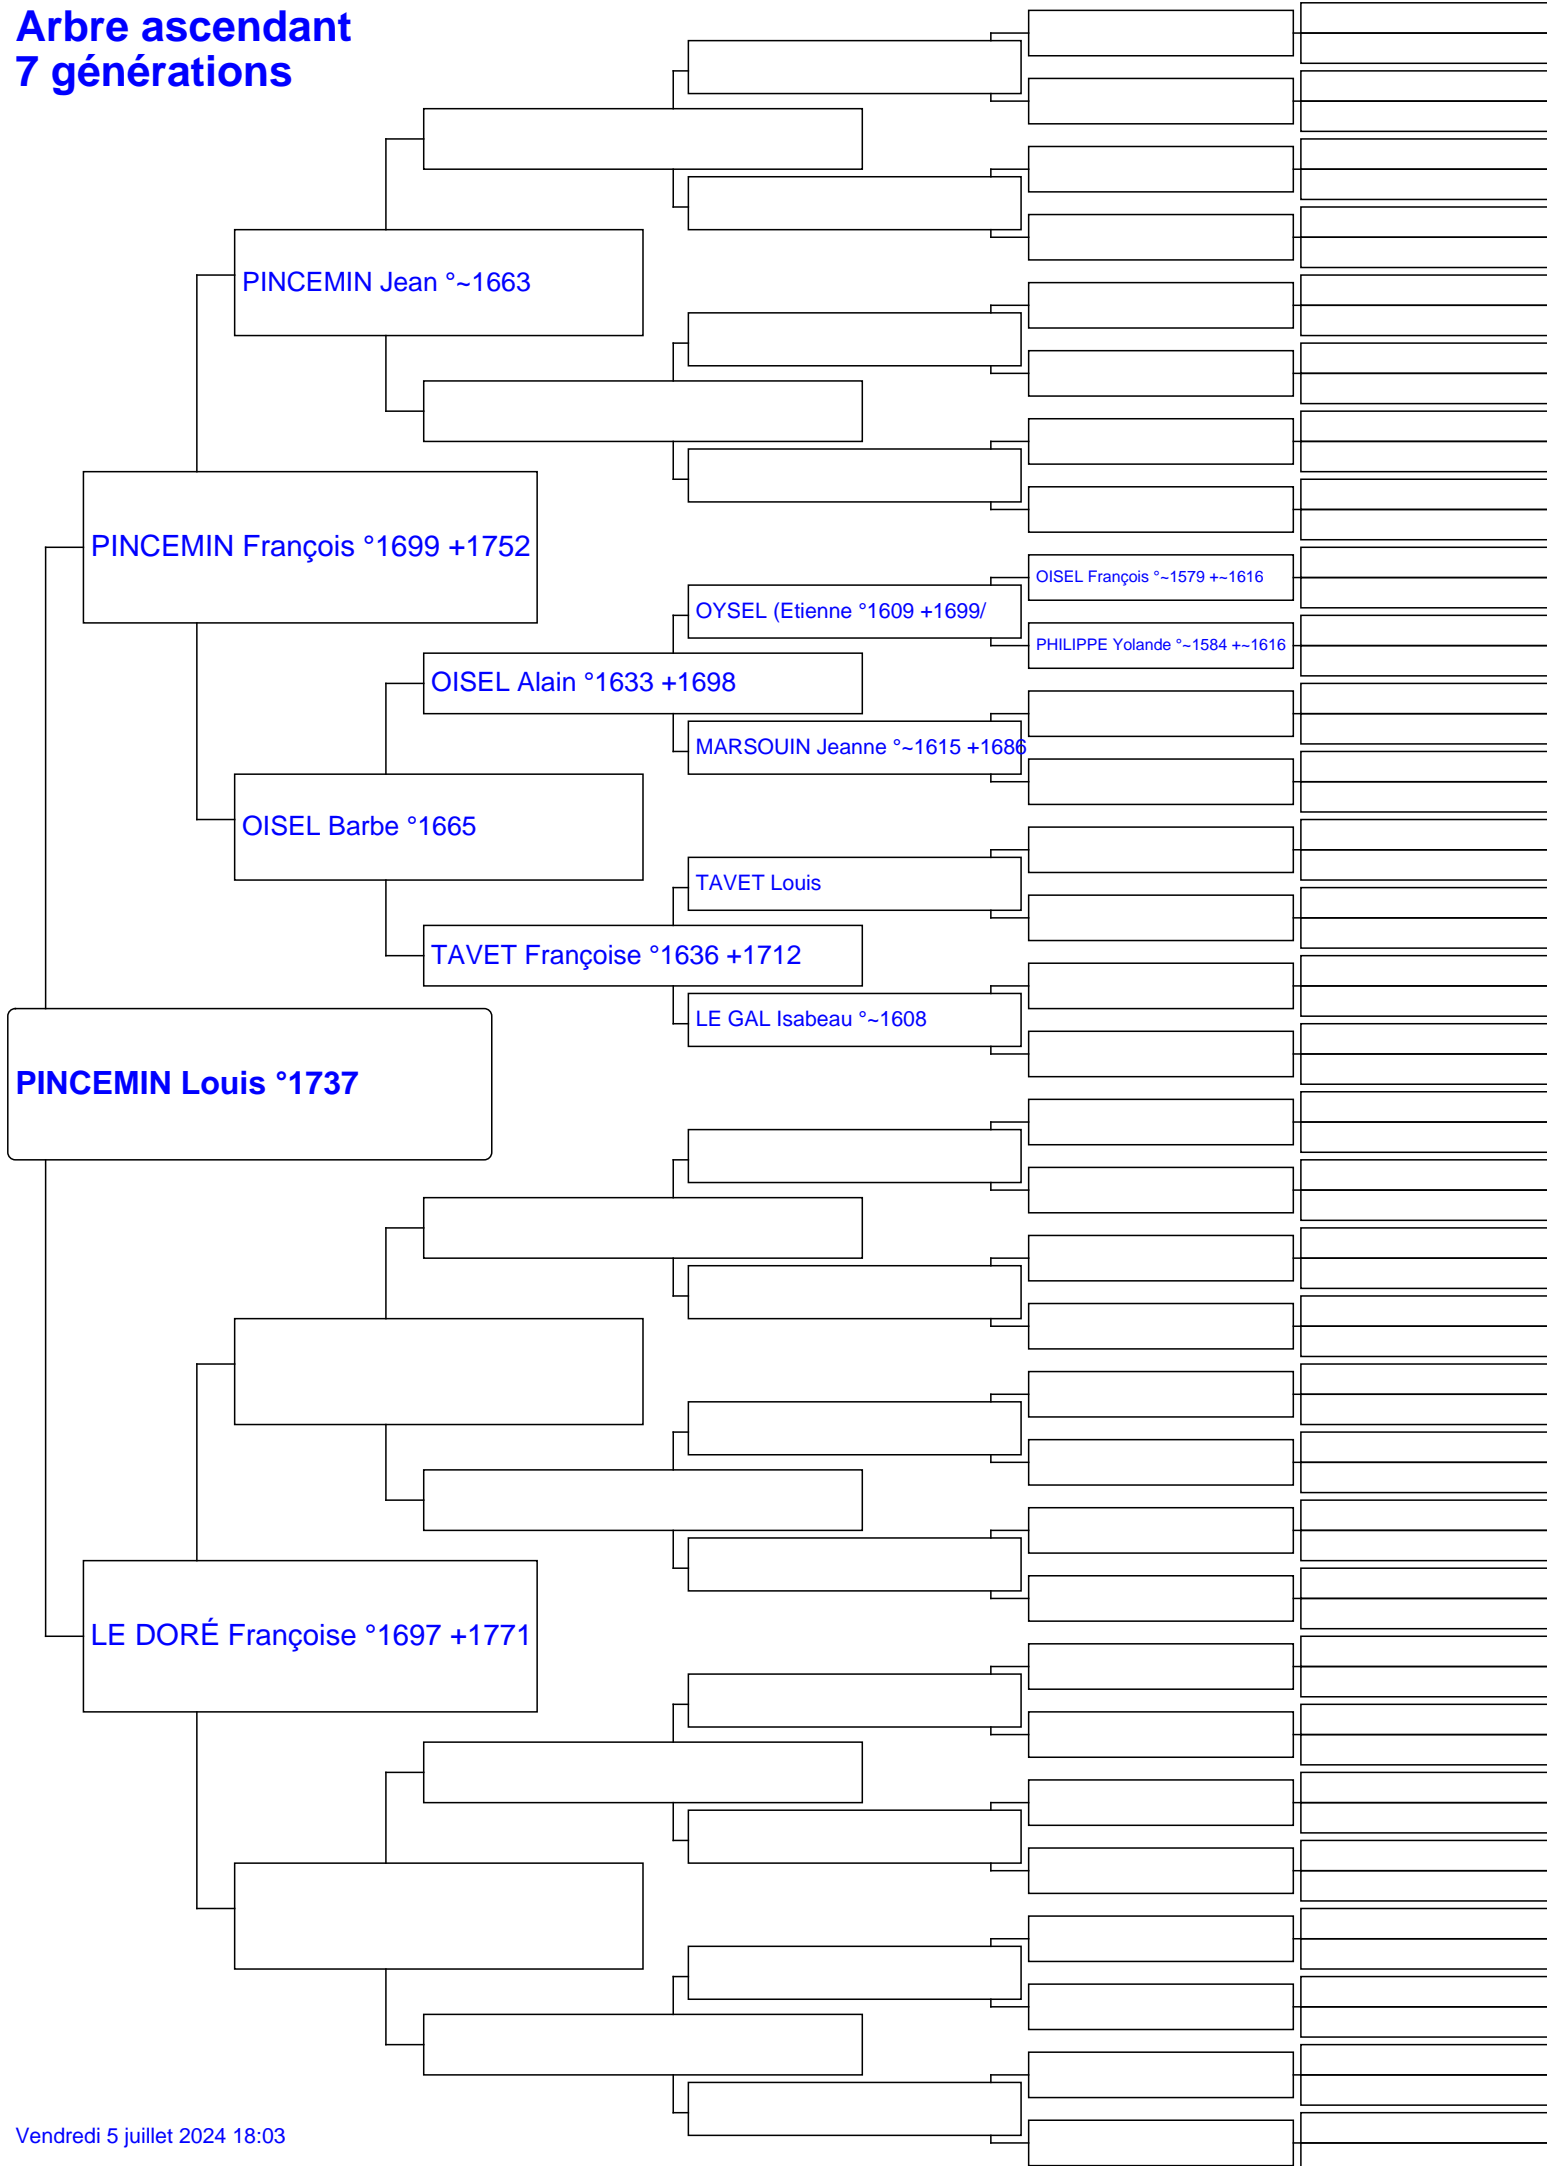 Arbre ascendant
7 générations
PINCEMIN Jean °~1663
PINCEMIN François °1699 +1752
OISEL François °~1579 +~1616
OYSEL (Etienne °1609 +1699/
PHILIPPE Yolande °~1584 +~1616
OISEL Alain °1633 +1698
MARSOUIN Jeanne °~1615 +1686
OISEL Barbe °1665
TAVET Louis
TAVET Françoise °1636 +1712
LE GAL Isabeau °~1608
PINCEMIN Louis °1737
LE DORÉ Françoise °1697 +1771
Vendredi 5 juillet 2024 18:03